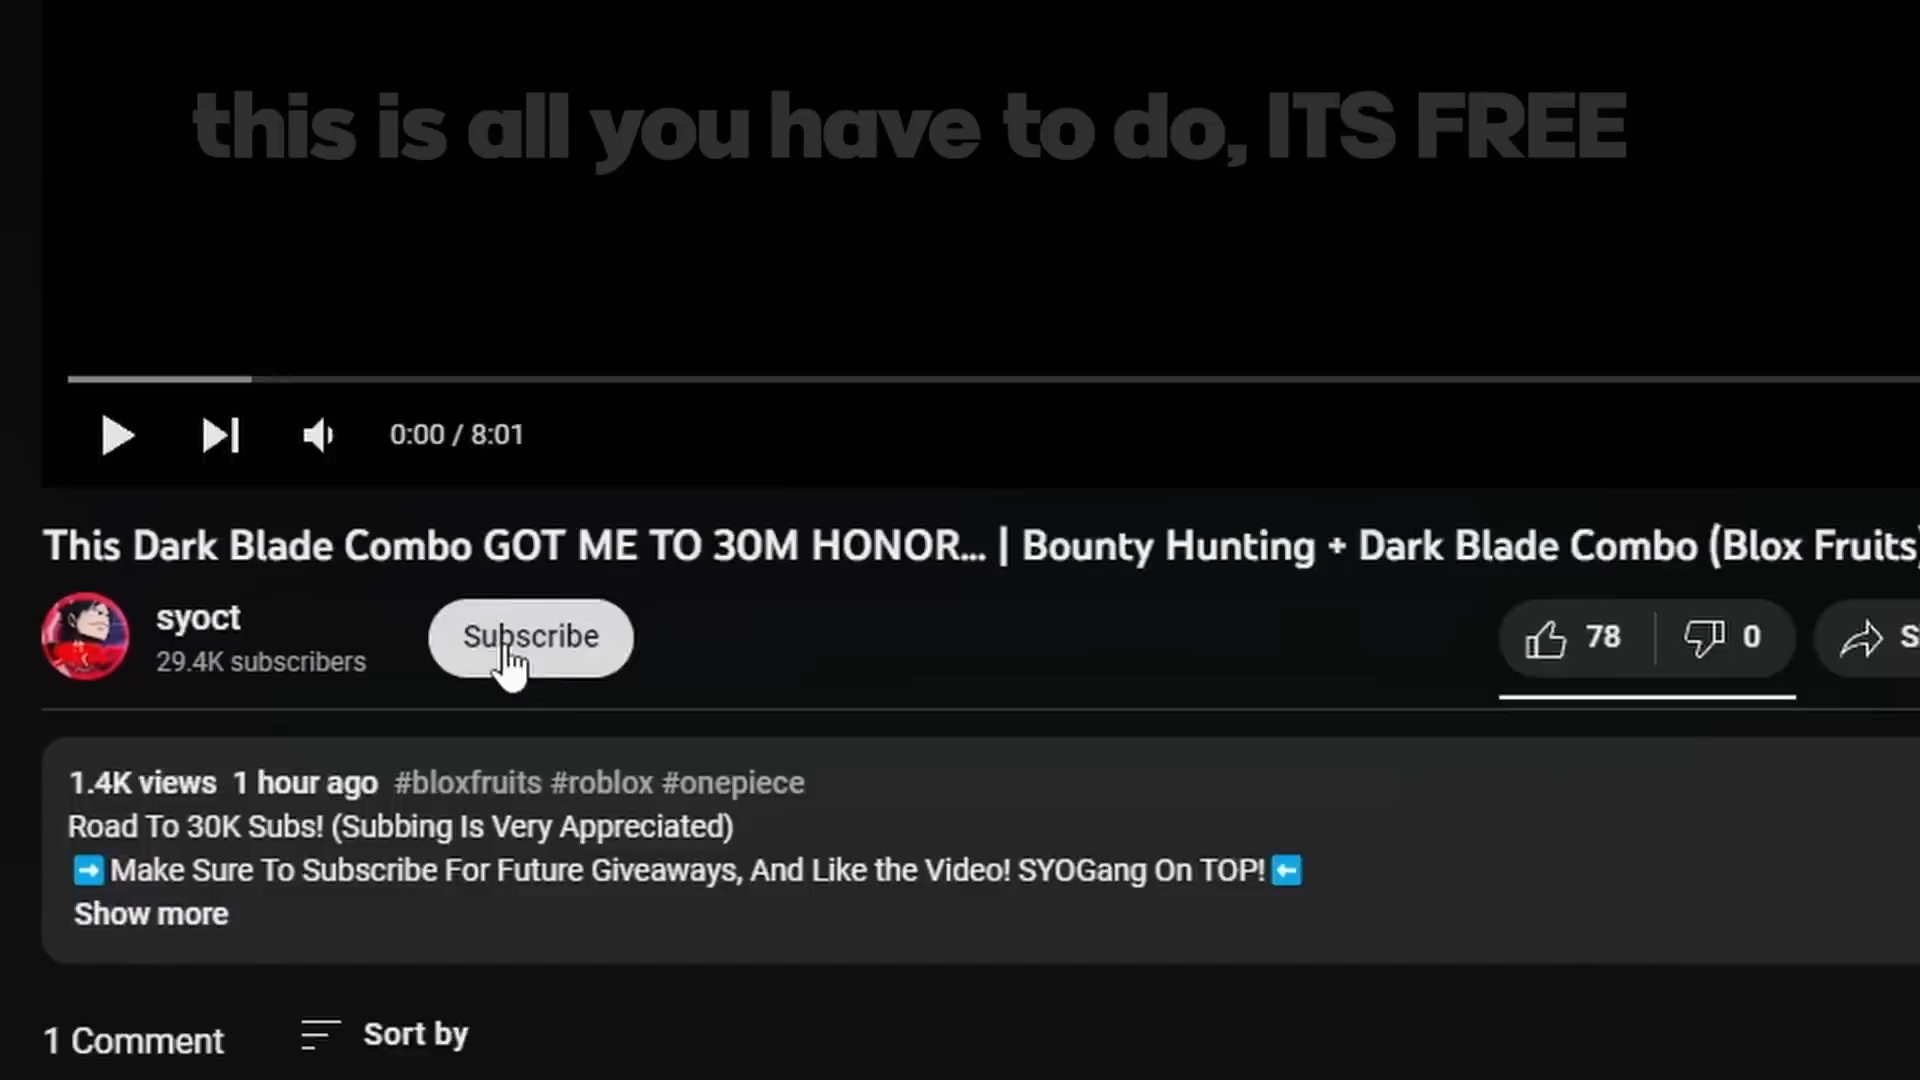 this is all you have to do, ITS FREE
0:00 / 8:01
This Dark Blade Combo GOT ME TO 30M HONOR... | Bounty Hunting + Dark Blade Combo (Blox Fruits)
syoct
29.4K subscribers
Subscribe
78
0
S
1.4K views 1 hour ago #bloxfruits #roblox #onepiece
Road To 30K Subs! (Subbing Is Very Appreciated)
➡️Make Sure To Subscribe For Future Giveaways, And Like the Video! SYOGang On TOP!⬅️
Show more
1 Comment
Sort by